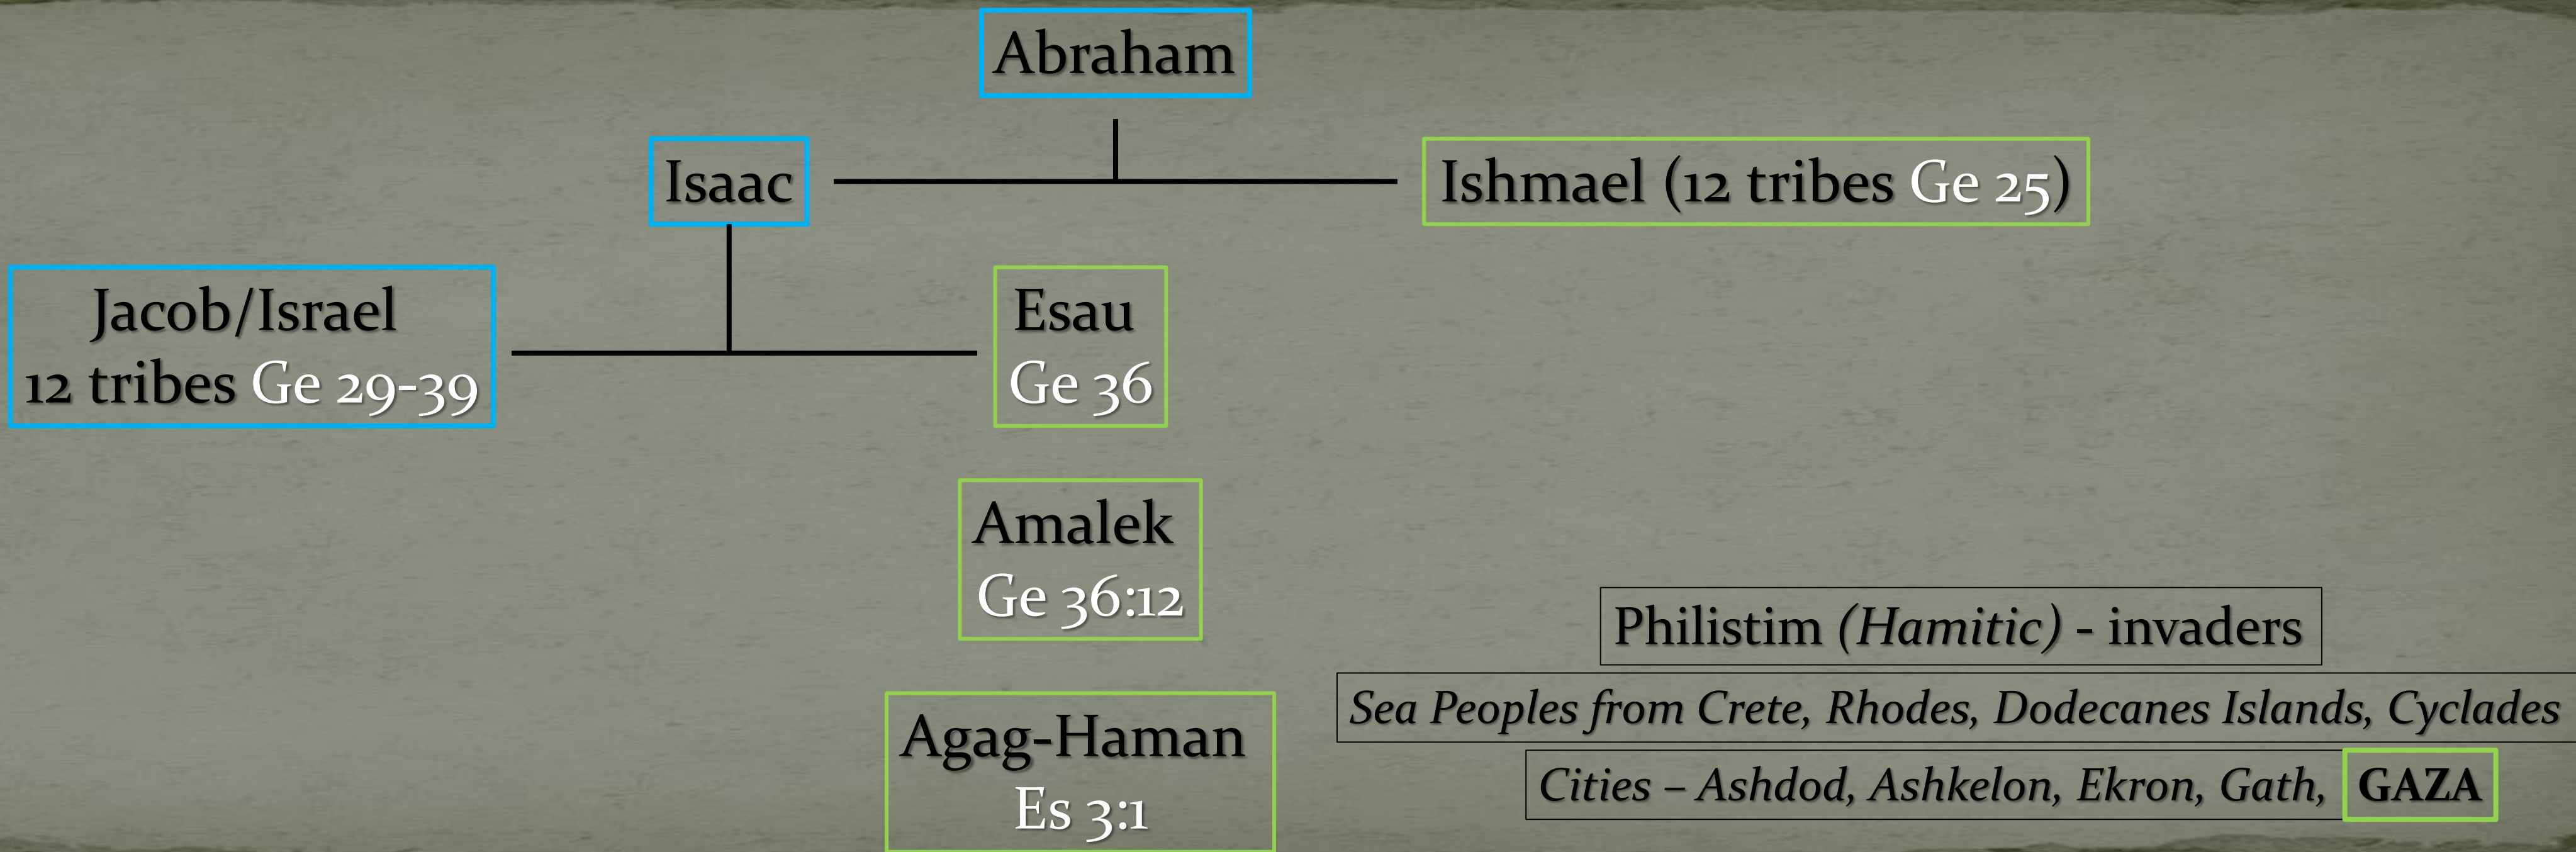 Abraham
Isaac
Ishmael (12 tribes Ge 25)
Jacob/Israel
12 tribes Ge 29-39
Esau
Ge 36
Amalek
Ge 36:12
Agag-Haman
Es 3:1
Philistim (Hamitic) - invaders
Sea Peoples from Crete, Rhodes, Dodecanes Islands, Cyclades
Cities – Ashdod, Ashkelon, Ekron, Gath, GAZA